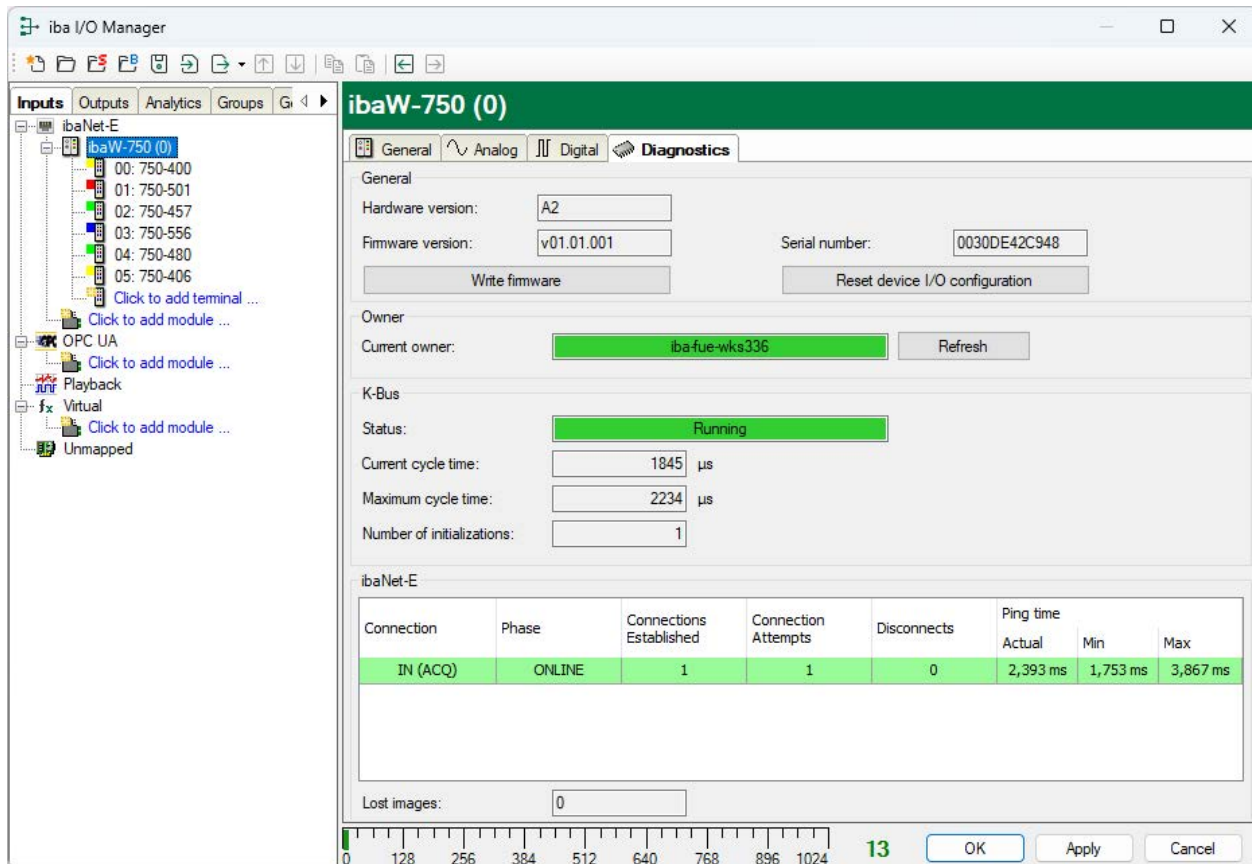 iba I/O Manager
Inputs Outputs Analytics Groups
ibaNet-E
ibaW-750 (0)
00: 750-400
01: 750-501
02: 750-457
03: 750-556
04: 750-480
05: 750-406
Click to add terminal ...
Click to add module ...
OPC UA
Click to add module ...
Playback
fx Virtual
Click to add module ...
Unmapped
ibaW-750 (0)
General Analog Digital Diagnostics
General
Hardware version: A2
Firmware version: v01.01.001 Serial number: 0030DE42C948
Write firmware Reset device I/O configuration
Owner
Current owner: iba-fue-wks336 Refresh
K-Bus
Status: Running
Current cycle time: 1845 µs
Maximum cycle time: 2234 µs
Number of initializations: 1
ibaNet-E
Connection Phase Connections Established Connection Attempts Disconnects Ping time
Actual Min Max
IN (ACQ) ONLINE 1 1 0 2,393 ms 1,753 ms 3,867 ms
Lost images: 0
0 128 256 384 512 640 768 896 1024 13 OK Apply Cancel